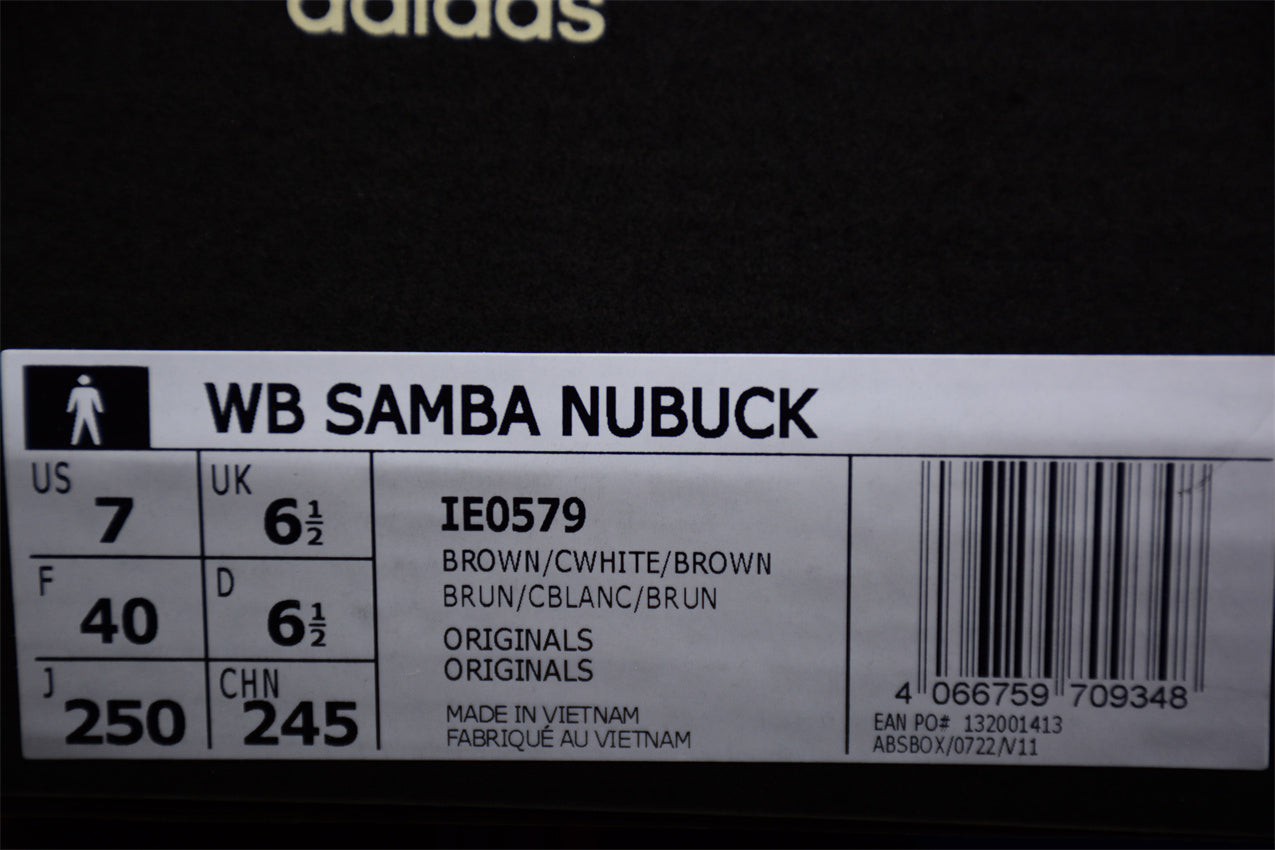 adidas
WB SAMBA NUBUCK
US 7
UK 6½
F 40
D 6½
J 250
CHN 245
IE0579
BROWN/CWHITE/BROWN
BRUN/CBLANC/BRUN
ORIGINALS
ORIGINALS
MADE IN VIETNAM
FABRIQUÉ AU VIETNAM
4 066759 709348
EAN PO# 132001413
ABSBOX/0722/V11